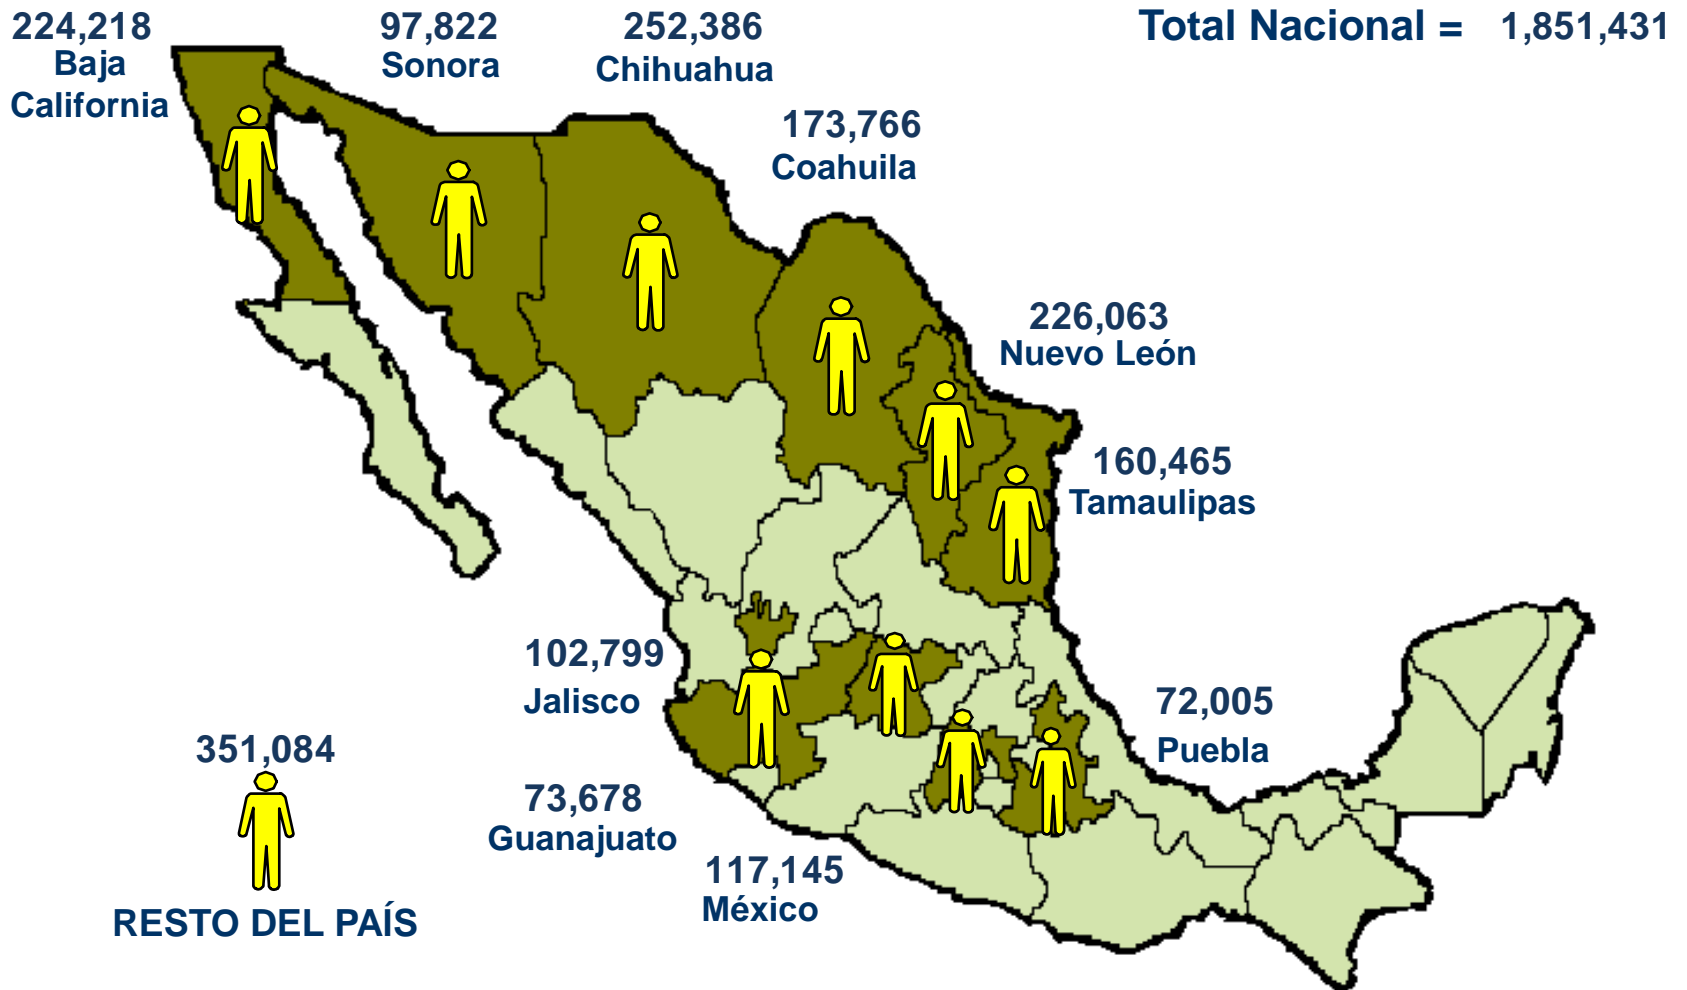 224,218
Baja
California
97,822
Sonora
252,386
Chihuahua
Total Nacional = 1,851,431
173,766
Coahuila
226,063
Nuevo León
160,465
Tamaulipas
102,799
Jalisco
72,005
Puebla
351,084
RESTO DEL PAÍS
73,678
Guanajuato
117,145
México